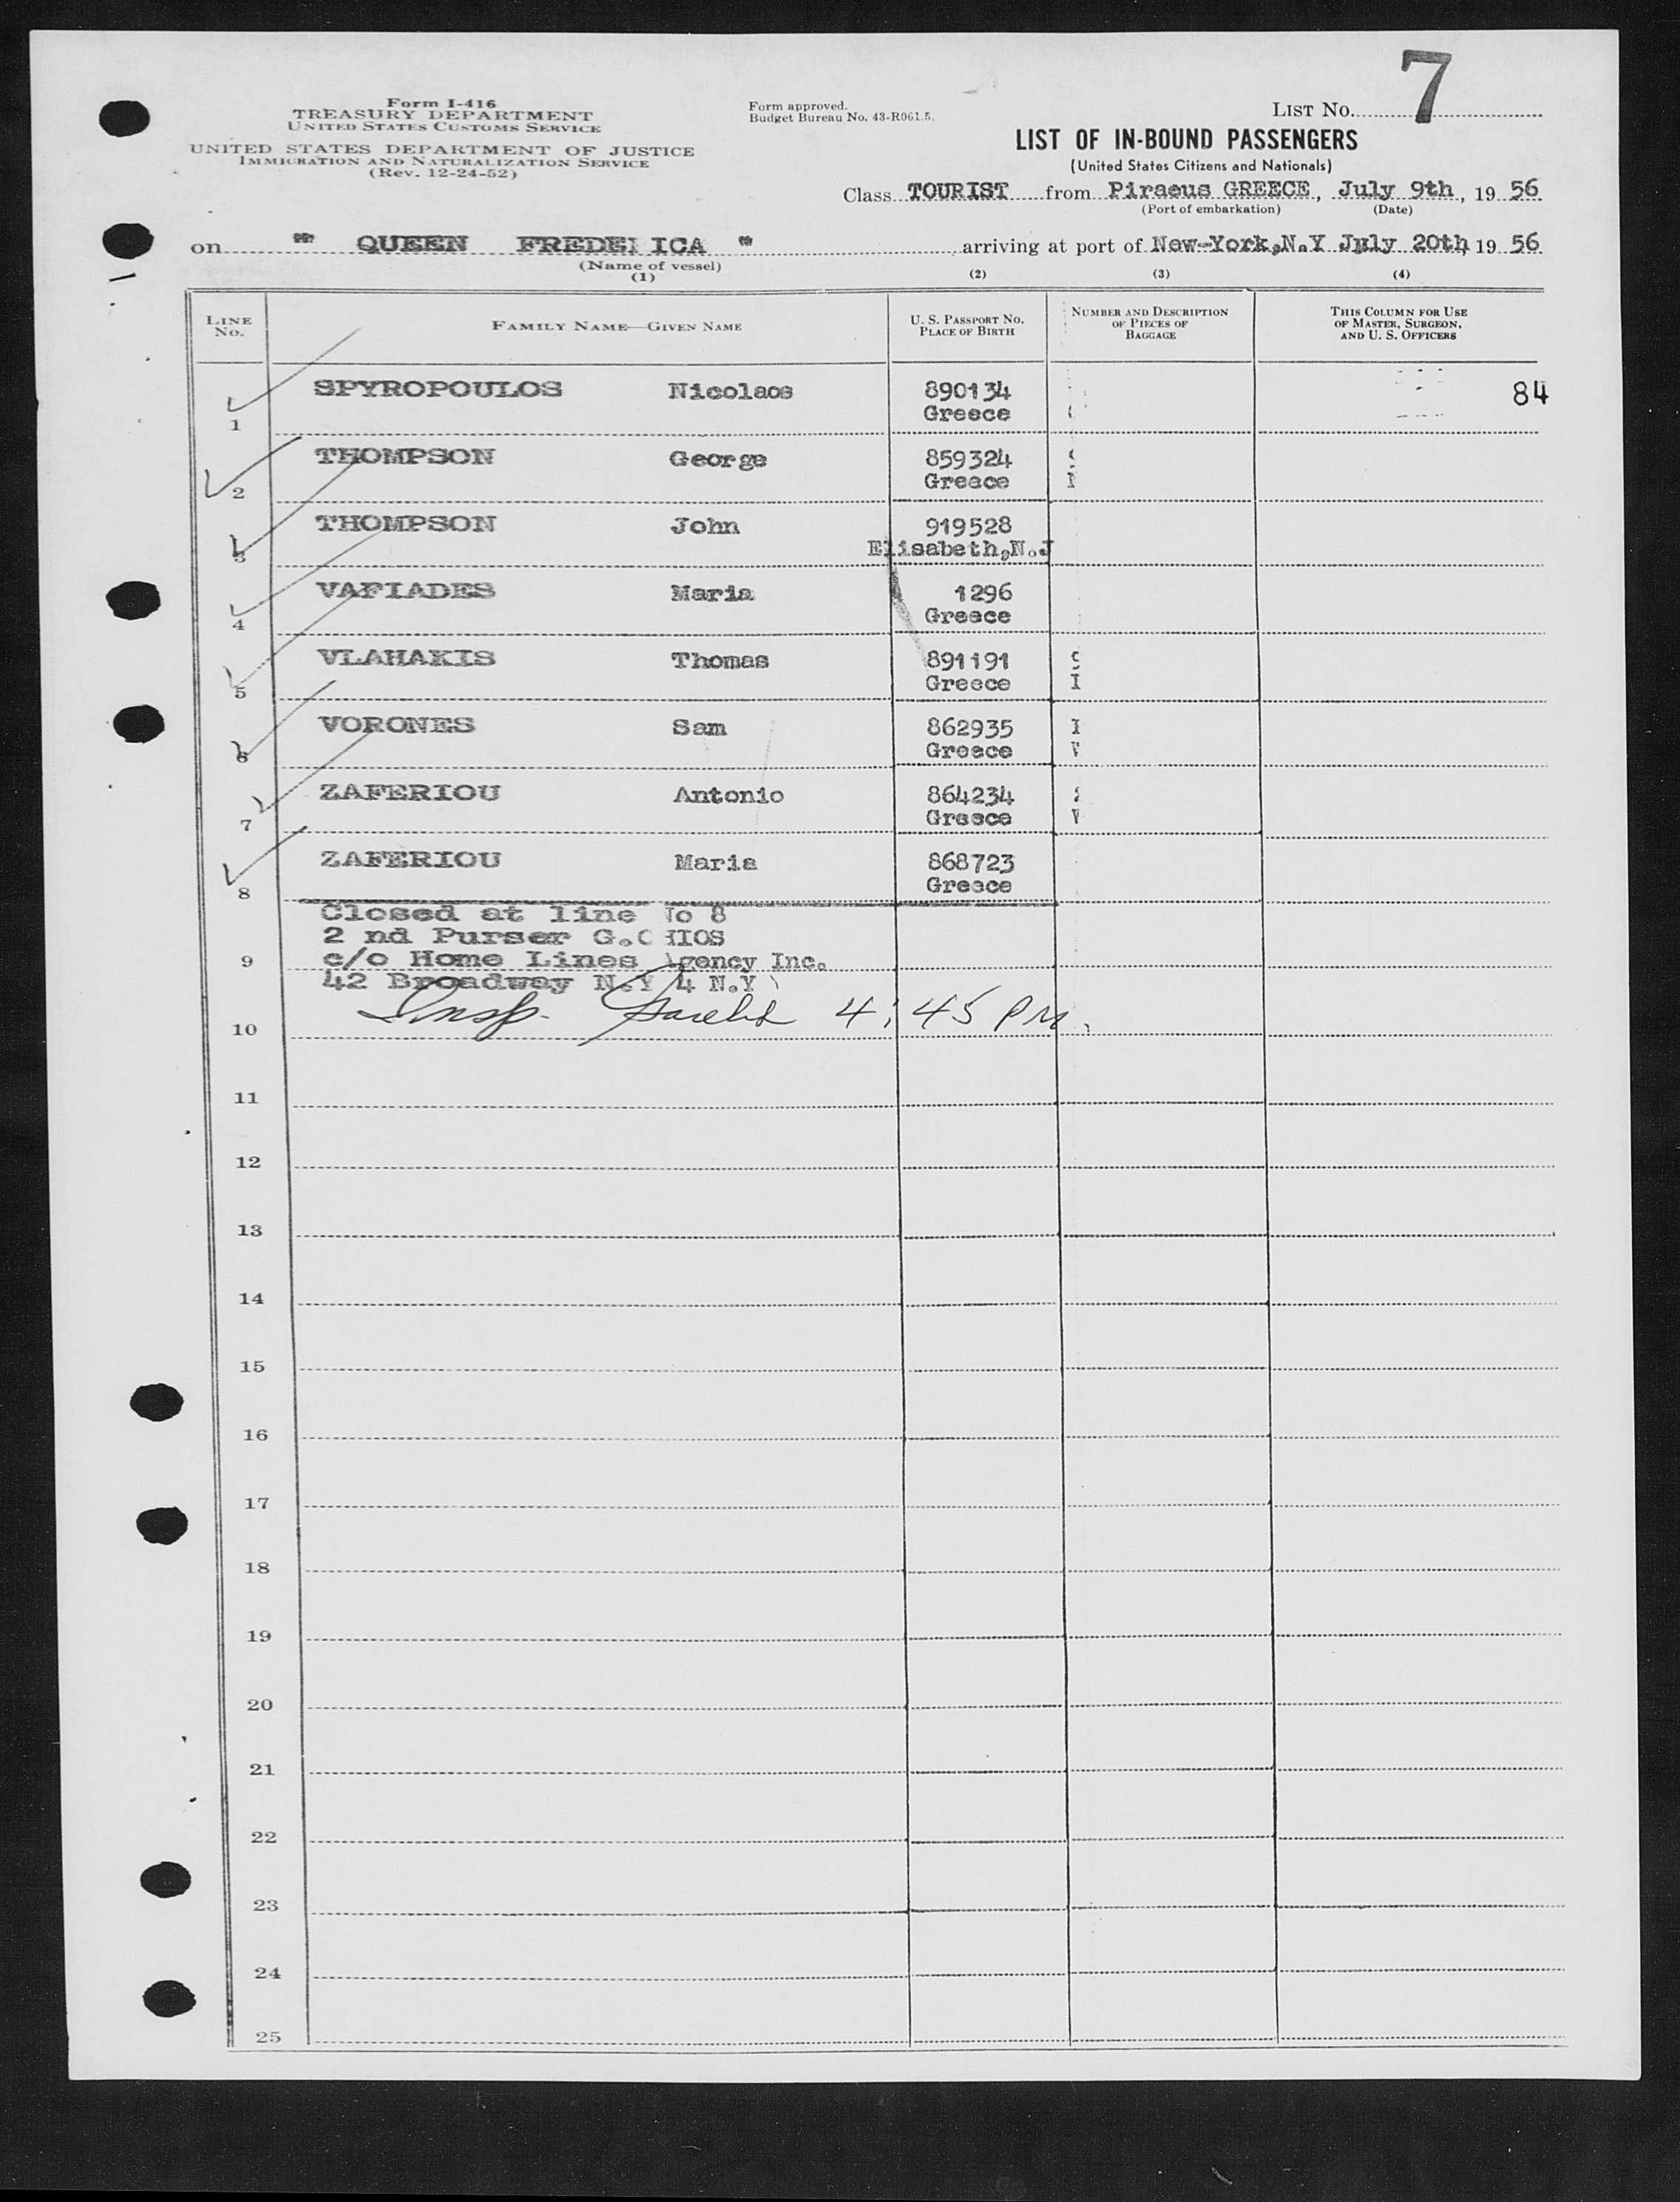 7
Form I-416
TREASURY DEPARTMENT
UNITED STATES CUSTOMS SERVICE
UNITED STATES DEPARTMENT OF JUSTICE
IMMIGRATION AND NATURALIZATION SERVICE
(Rev. 12-24-52)
Form approved.
Budget Bureau No. 43-R061.5.
LIST No.
LIST OF IN-BOUND PASSENGERS
(United States Citizens and Nationals)
Class TOURIST from Piraeus GREECE, July 9th, 19 56
(Port of embarkation) (Date)
on " QUEEN FREDE ICA " arriving at port of New-York,N.Y July 20th, 19 56
(Name of vessel)
(1) (2) (3) (4)
LINE No. FAMILY NAME—GIVEN NAME U. S. PASSPORT No. PLACE OF BIRTH NUMBER AND DESCRIPTION OF PIECES OF BAGGAGE THIS COLUMN FOR USE OF MASTER, SURGEON, AND U. S. OFFICERS
1 SPYROPOULOS Nicolaos 890134 84
Greece
2 THOMPSON George 859324
Greece
3 THOMPSON John 919528
Elisabeth,N.J
4 VAFIADES Maria 1296
Greece
5 VLAHAKIS Thomas 891191
Greece
6 VORONES Sam 862935
Greece
7 ZAFERIOU Antonio 864234
Greece
8 ZAFERIOU Maria 868723
Greece
Closed at line No 8
2 nd Purser G.CHIOS
9 c/o Home Lines Agency Inc.
42 Broadway N.Y 4 N.Y
10 Insp. 4:45 PM.
11
12
13
14
15
16
17
18
19
20
21
22
23
24
25